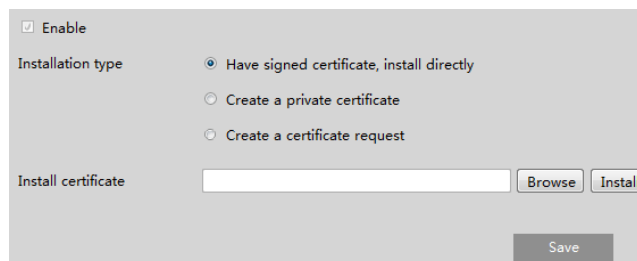 Enable
Installation type
Have signed certificate, install directly
Create a private certificate
Create a certificate request
Install certificate Browse Instal
Save